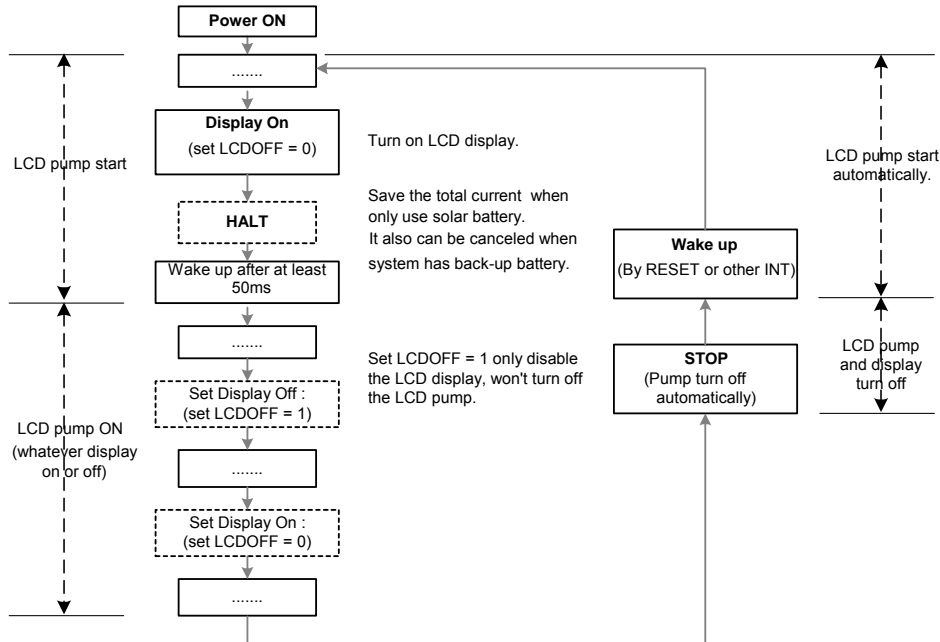 Power ON
.......
Display On
(set LCDOFF = 0)
Turn on LCD display.
LCD pump start
HALT
Save the total current when
only use solar battery.
It also can be canceled when
system has back-up battery.
Wake up after at least
50ms
.......
Set Display Off :
(set LCDOFF = 1)
Set LCDOFF = 1 only disable
the LCD display, won't turn off
the LCD pump.
LCD pump ON
(whatever display
on or off)
.......
Set Display On :
(set LCDOFF = 0)
.......
LCD pump start
automatically.
Wake up
(By RESET or other INT)
STOP
(Pump turn off
automatically)
LCD pump
and display
turn off